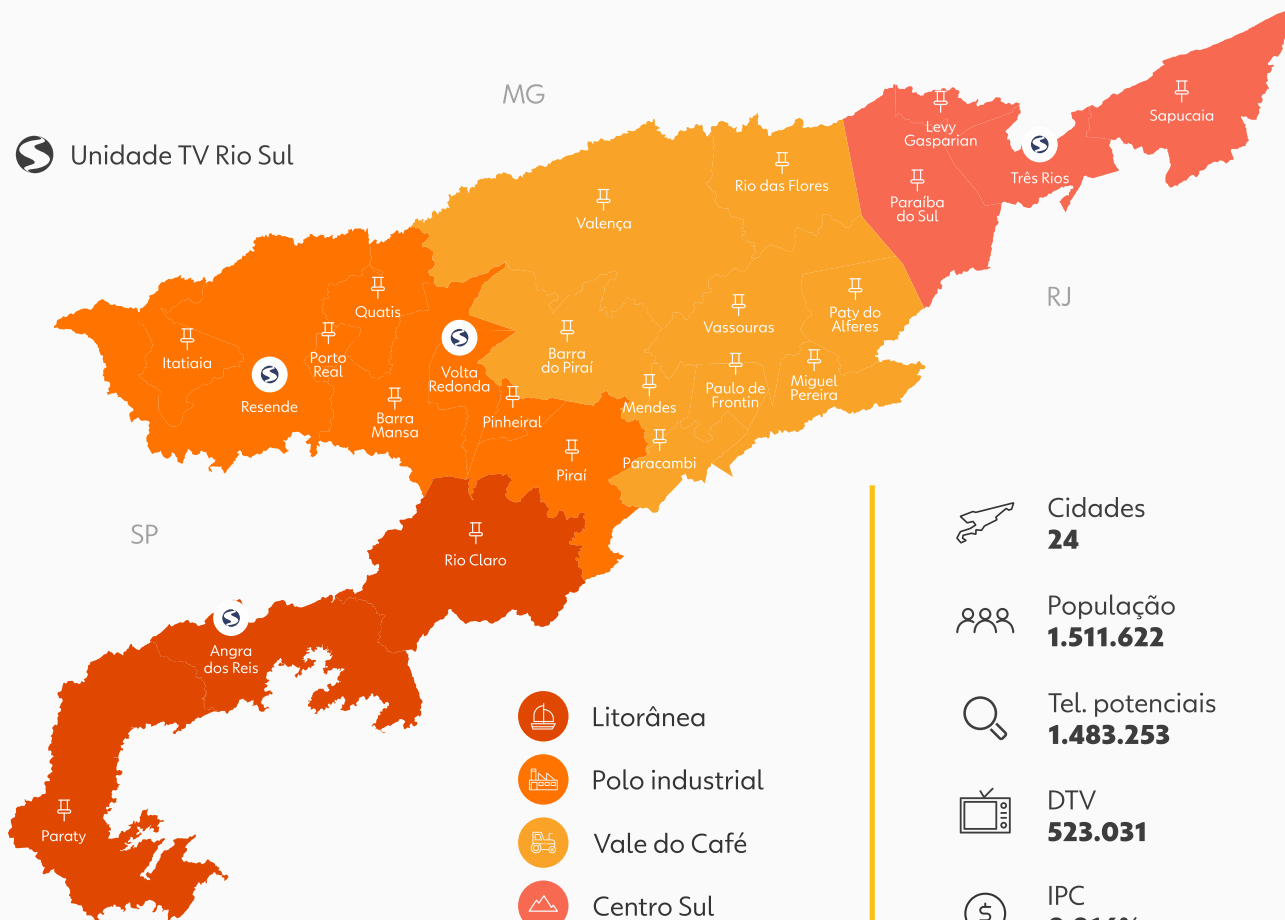 MG
Unidade TV Rio Sul
Sapucaia
Levy
Gasparian
Três Rios
Paraíba
do Sul
Rio das Flores
Valença
RJ
Quatis
Paty do
Alferes
Vassouras
Itatiaia
Porto
Real
Barra
do Piraí
Volta
Redonda
Resende
Miguel
Pereira
Paulo de
Frontin
Mendes
Barra
Mansa
Pinheiral
Paracambi
Piraí
SP
Rio Claro
Angra
dos Reis
Paraty
Litorânea
Polo industrial
Vale do Café
Centro Sul
Cidades
24
População
1.511.622
Tel. potenciais
1.483.253
DTV
523.031
IPC